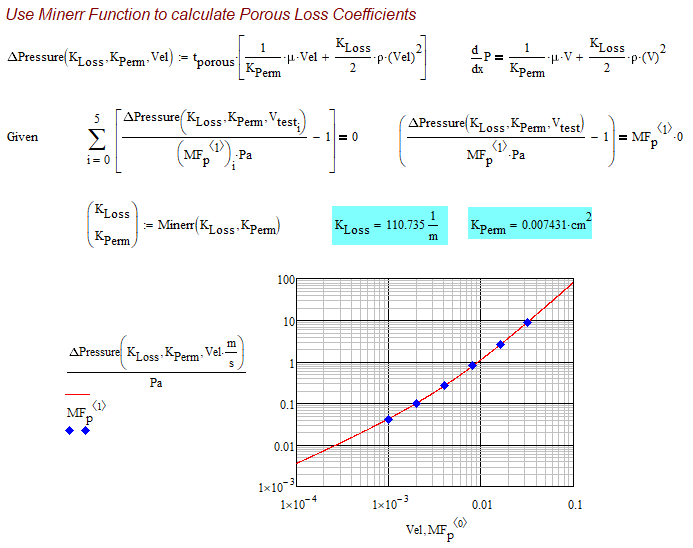 Use Minerr Function to calculate Porous Loss Coefficients
ΔPressure(K_Loss, K_Perm, Vel) := t_porous·[1/K_Perm·μ·Vel + K_Loss/2·ρ·(Vel)^2]    d/dx P = 1/K_Perm·μ·V + K_Loss/2·ρ·(V)^2
Given    ∑_{i = 0}^{5} [ΔPressure(K_Loss, K_Perm, V_test_i)/((MF_p^⟨1⟩)_i·Pa) − 1] = 0    (ΔPressure(K_Loss, K_Perm, V_test)/(MF_p^⟨1⟩·Pa) − 1) = MF_p^⟨1⟩·0
(K_Loss K_Perm) := Minerr(K_Loss, K_Perm)    K_Loss = 110.735 1/m    K_Perm = 0.007431·cm^2
100
10
1
0.1
0.01
1×10^-3
ΔPressure(K_Loss, K_Perm, Vel·m/s)/Pa
MF_p^⟨1⟩
1×10^-4    1×10^-3    0.01    0.1
Vel, MF_p^⟨0⟩